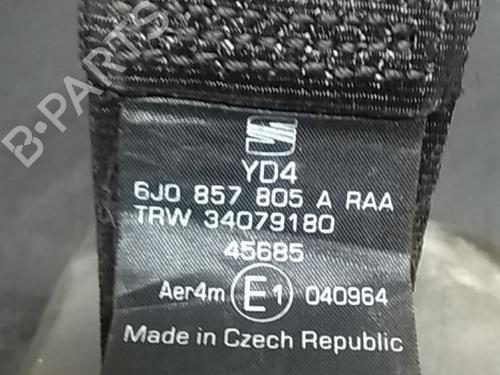 B-PARTS
YD4
6J0 857 805 A RAA
TRW 34079180
45685
Aer4m E1 040964
Made in Czech Republic